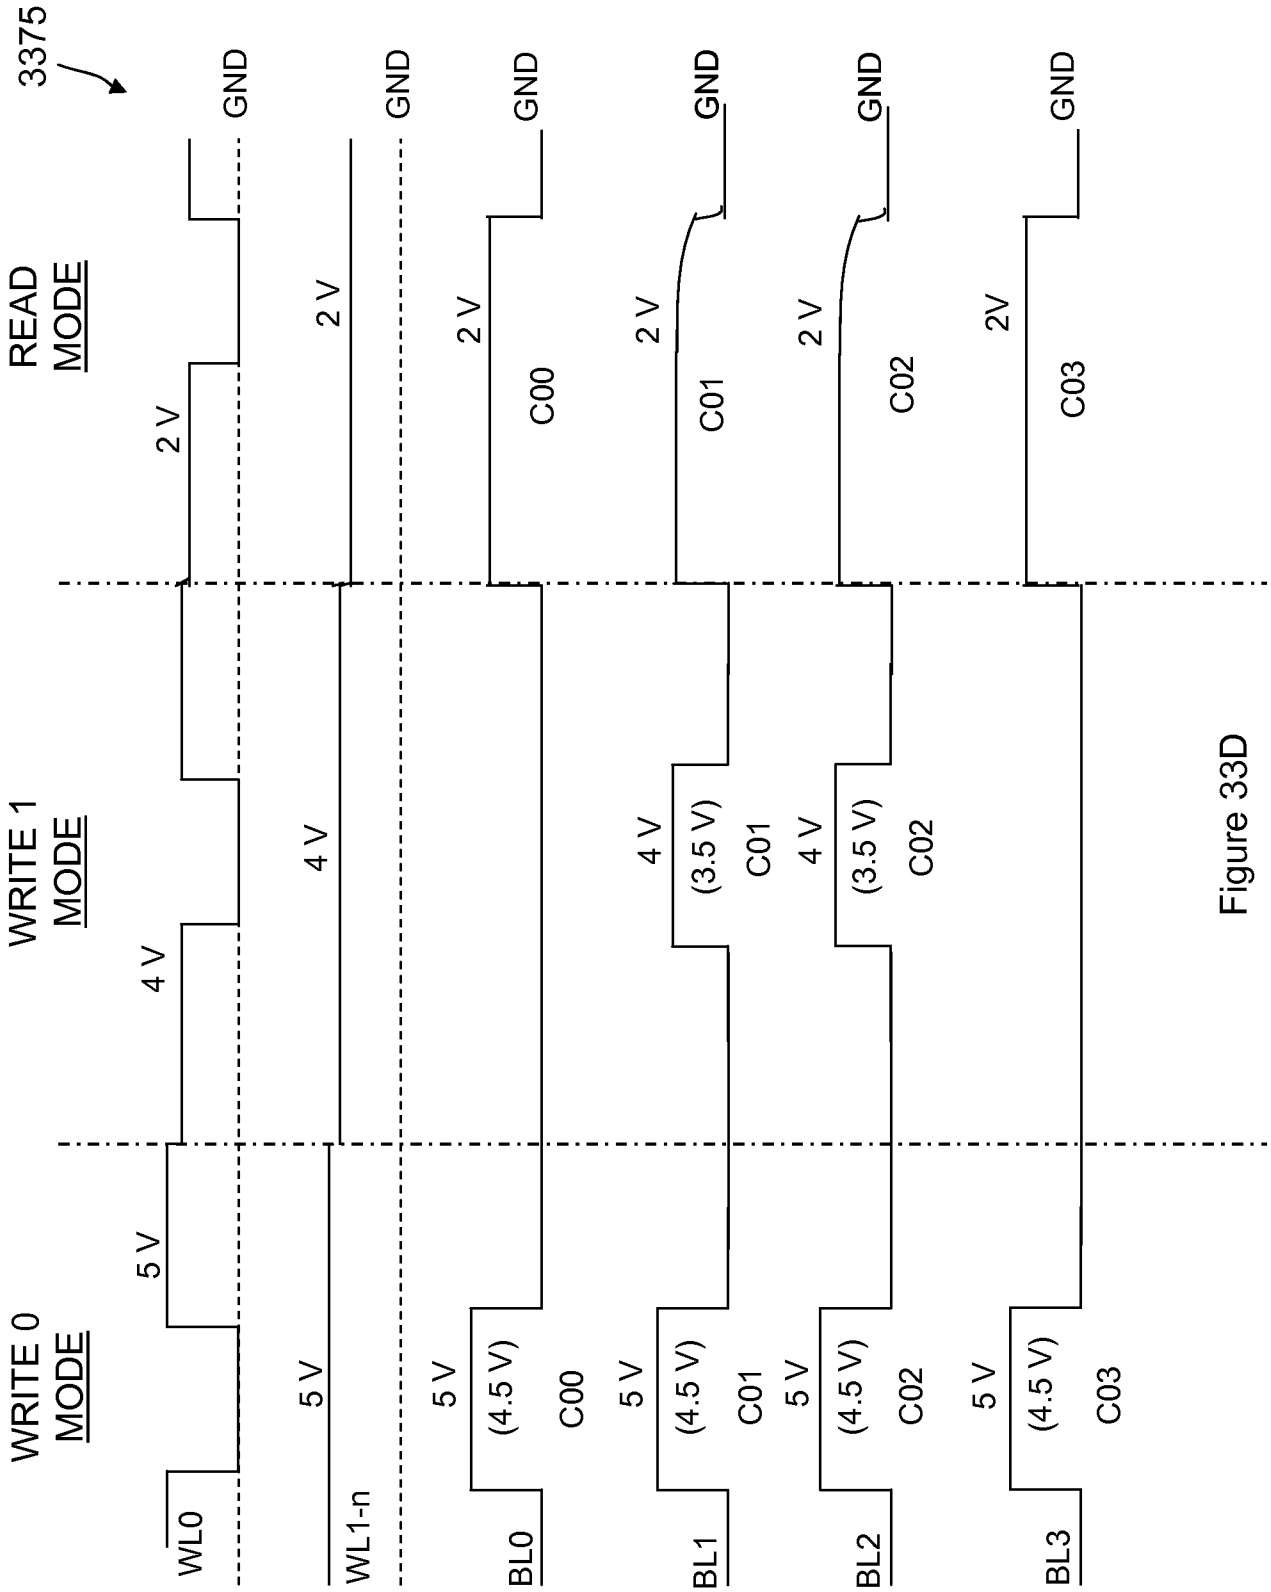 3375
WRITE 0
MODE
WRITE 1
MODE
READ
MODE
WL0
5 V
4 V
2 V
GND
WL1-n
5 V
4 V
2 V
GND
BL0
5 V
(4.5 V)
C00
2 V
C00
GND
BL1
5 V
(4.5 V)
C01
4 V
(3.5 V)
C01
2 V
C01
GND
BL2
5 V
(4.5 V)
C02
4 V
(3.5 V)
C02
2 V
C02
GND
BL3
5 V
(4.5 V)
C03
2V
C03
GND
Figure 33D